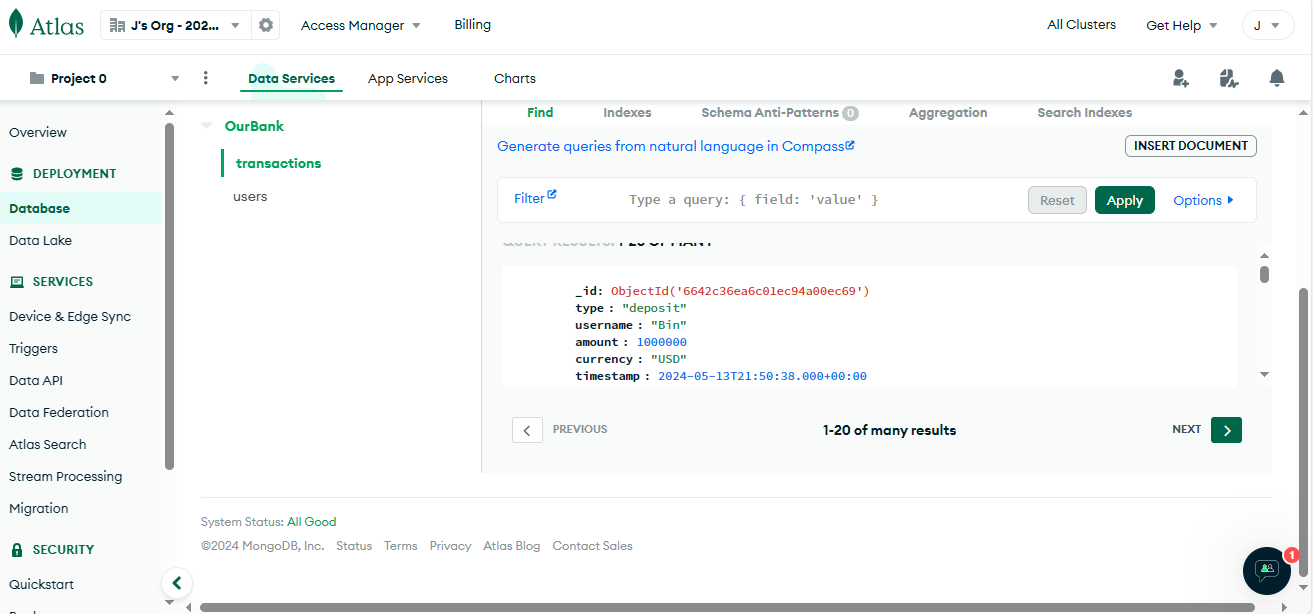 Atlas
J's Org - 202...
Access Manager
Billing
All Clusters
Get Help
J
Project 0
Data Services
App Services
Charts
Overview
DEPLOYMENT
Database
Data Lake
SERVICES
Device & Edge Sync
Triggers
Data API
Data Federation
Atlas Search
Stream Processing
Migration
SECURITY
Quickstart
OurBank
transactions
users
Find
Indexes
Schema Anti-Patterns 0
Aggregation
Search Indexes
Generate queries from natural language in Compass
INSERT DOCUMENT
Filter
Type a query: { field: 'value' }
Reset
Apply
Options
QUERY RESULTS: 1-20 OF MANY
_id: ObjectId('6642c36ea6c01ec94a00ec69')
type : "deposit"
username : "Bin"
amount : 1000000
currency : "USD"
timestamp : 2024-05-13T21:50:38.000+00:00
PREVIOUS
1-20 of many results
NEXT
System Status: All Good
©2024 MongoDB, Inc. Status Terms Privacy Atlas Blog Contact Sales
1